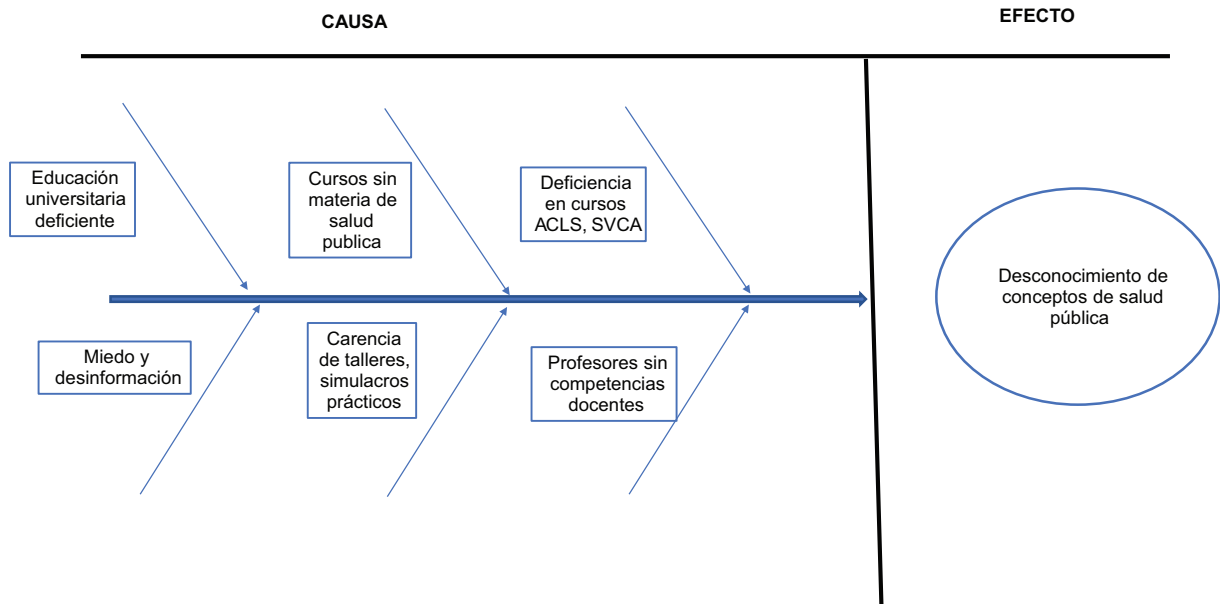 CAUSA
EFECTO
Educación
universitaria
deficiente
Cursos sin
materia de
salud
publica
Deficiencia
en cursos
ACLS, SVCA
Desconocimiento de
conceptos de salud
pública
Miedo y
desinformación
Carencia
de talleres,
simulacros
prácticos
Profesores sin
competencias
docentes